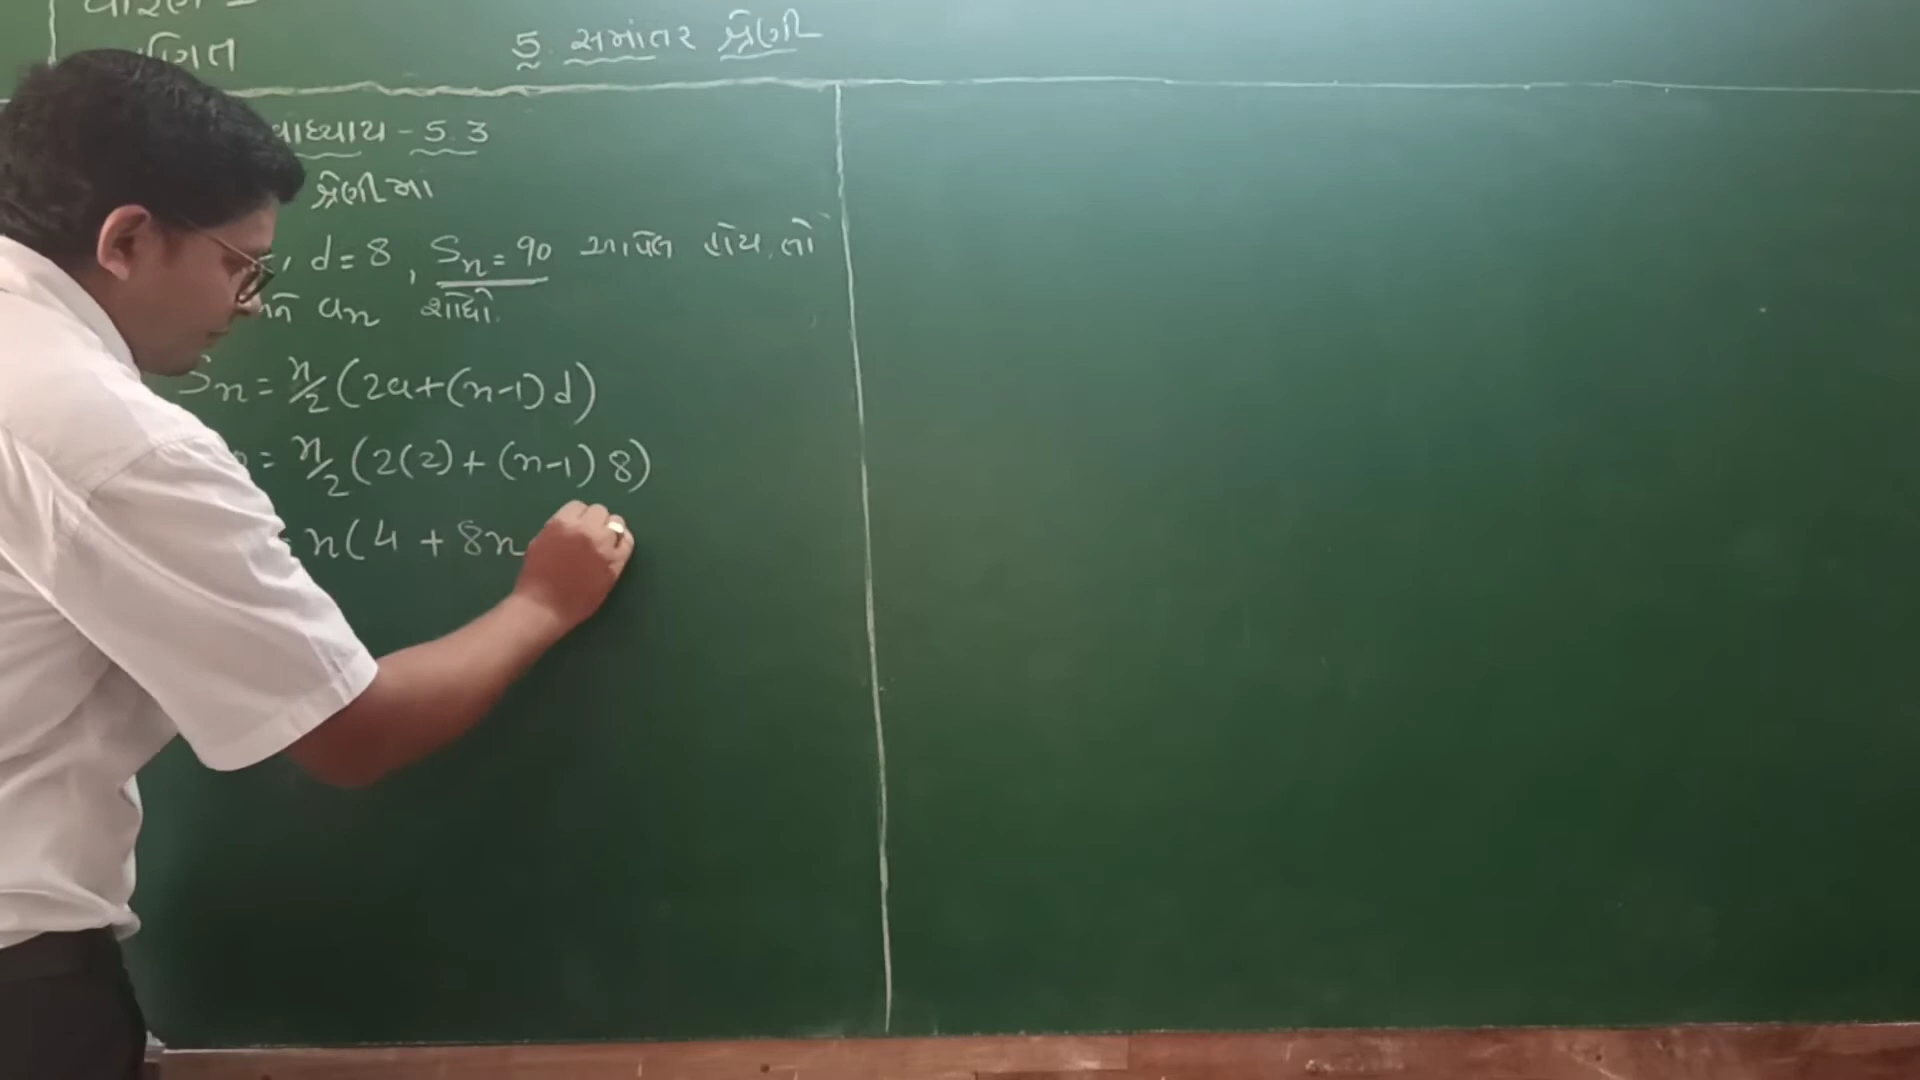 ગણિત
5. સમાંતર શ્રેણી
સ્વાધ્યાય - 5.3
શ્રેણીમાં
, d = 8, Sn = 90 આપેલ હોય, તો
અને an શોધો.
Sn = n/2 (2a + (n-1) d)
= n/2 (2(2) + (n-1) 8)
= n(4 + 8n